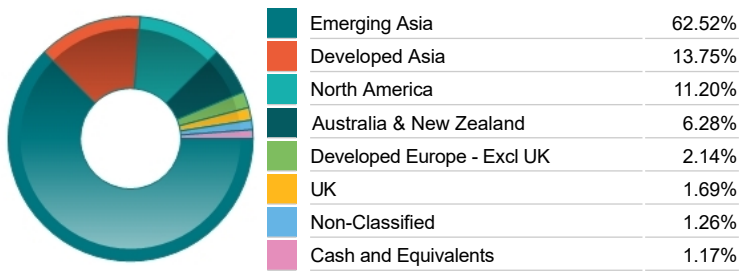 Emerging Asia 62.52%
Developed Asia 13.75%
North America 11.20%
Australia & New Zealand 6.28%
Developed Europe - Excl UK 2.14%
UK 1.69%
Non-Classified 1.26%
Cash and Equivalents 1.17%